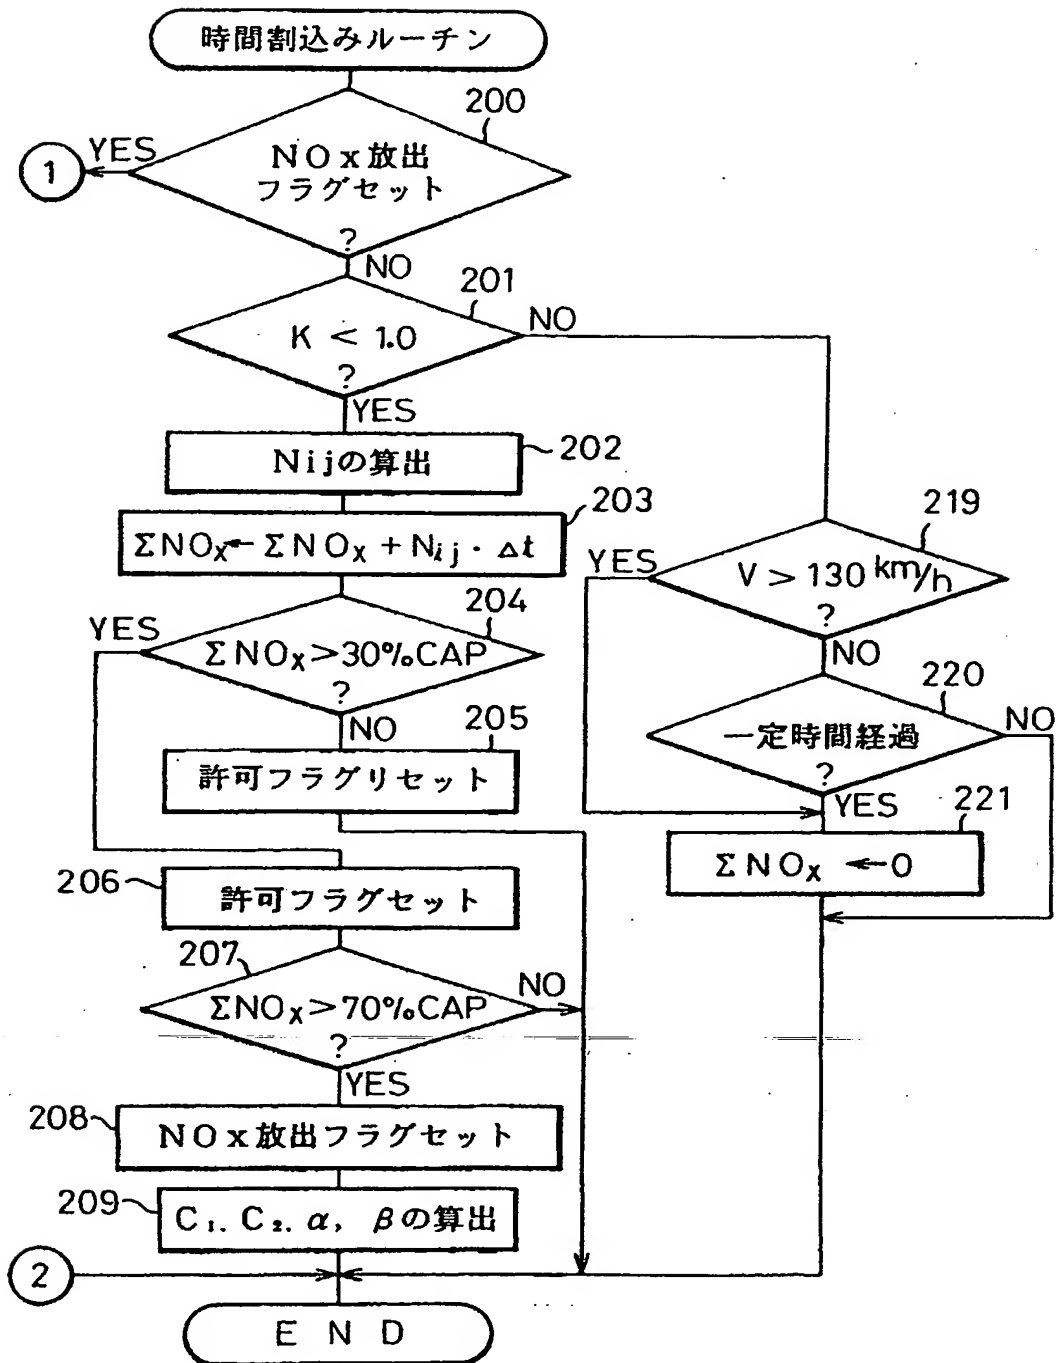 時間割込みルーチン
200
YES
1
NOx放出
フラグセット
?
NO
201
K < 1.0
?
NO
YES
Nijの算出
202
203
ΣNOx ← ΣNOx + Nij · Δt
204
YES
ΣNOx>30%CAP
?
NO
205
許可フラグリセット
206
許可フラグセット
207
ΣNOx>70%CAP
?
NO
YES
208
NOx放出フラグセット
209
C₁. C₂. α, βの算出
2
END
219
YES
V > 130 km/h
?
NO
220
一定時間経過
?
NO
YES
221
ΣNOx ←0